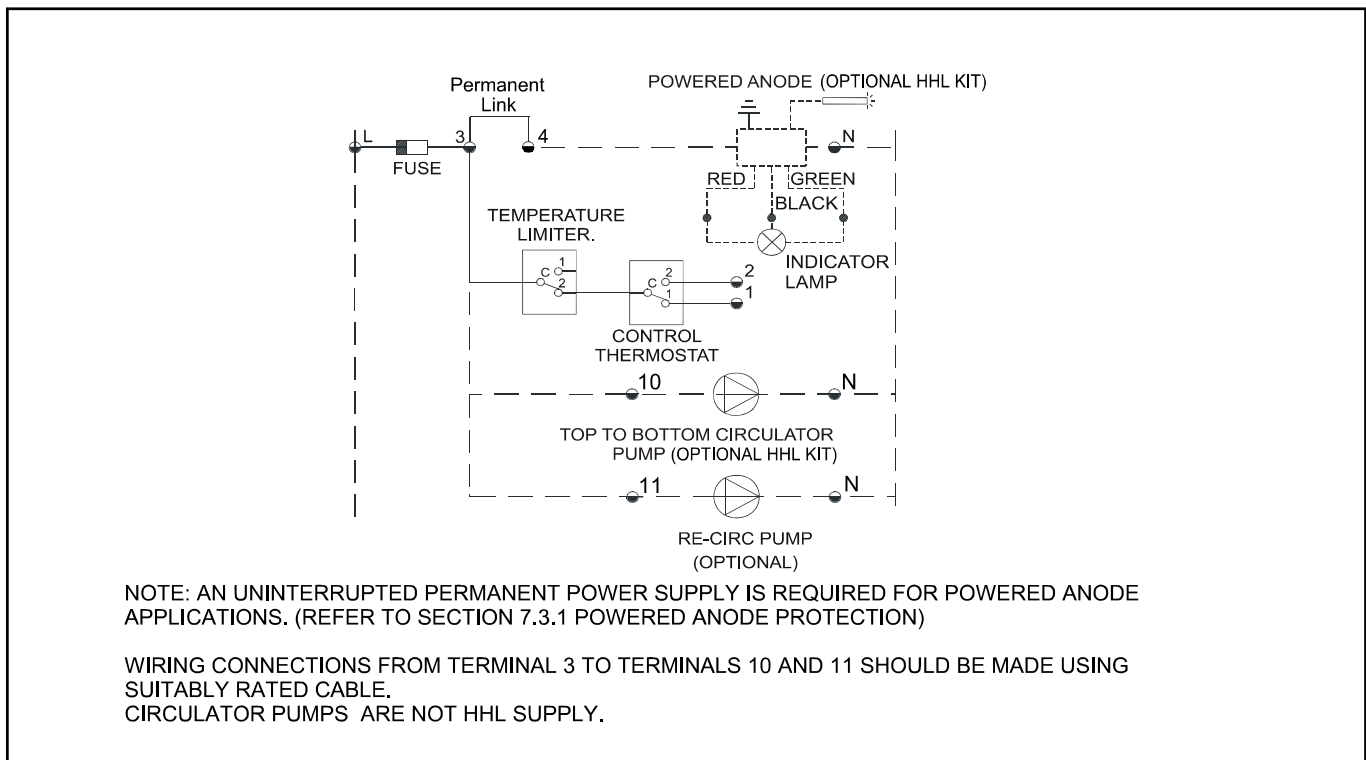 POWERED ANODE (OPTIONAL HHL KIT)
Permanent
Link
L
3
4
N
FUSE
RED
GREEN
BLACK
TEMPERATURE
LIMITER.
INDICATOR
LAMP
C
1
2
C
2
1
2
1
CONTROL
THERMOSTAT
10
N
TOP TO BOTTOM CIRCULATOR
PUMP (OPTIONAL HHL KIT)
11
N
RE-CIRC PUMP
(OPTIONAL)
NOTE: AN UNINTERRUPTED PERMANENT POWER SUPPLY IS REQUIRED FOR POWERED ANODE
APPLICATIONS. (REFER TO SECTION 7.3.1 POWERED ANODE PROTECTION)
WIRING CONNECTIONS FROM TERMINAL 3 TO TERMINALS 10 AND 11 SHOULD BE MADE USING
SUITABLY RATED CABLE.
CIRCULATOR PUMPS ARE NOT HHL SUPPLY.